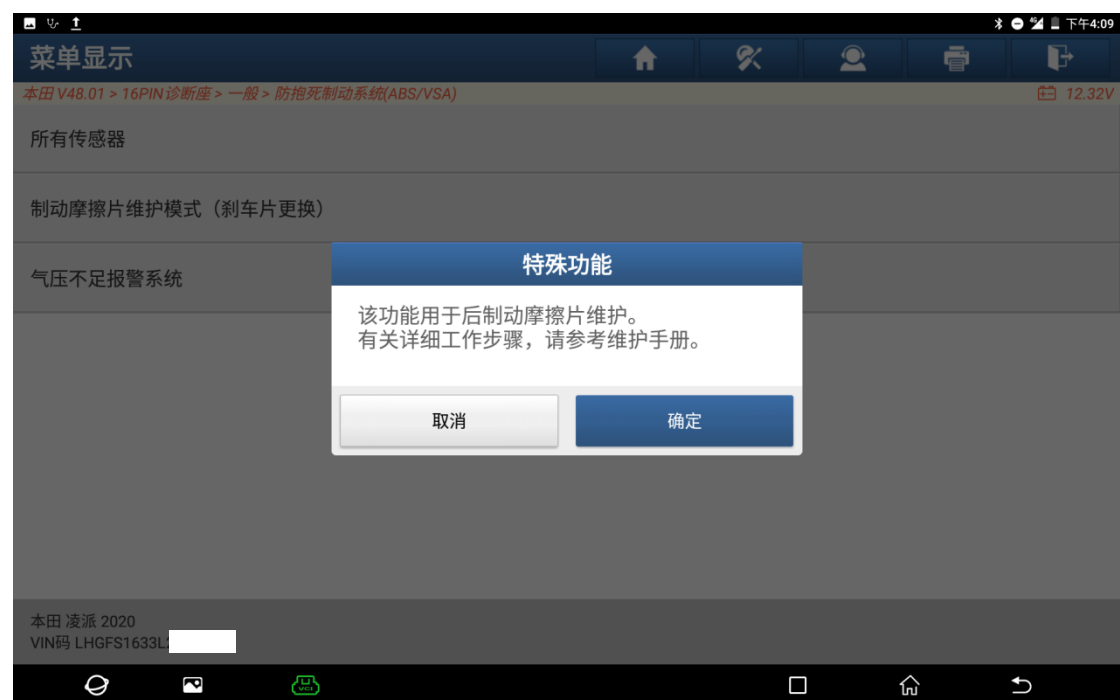 下午4:09
菜单显示
本田 V48.01 > 16PIN诊断座 > 一般 > 防抱死制动系统(ABS/VSA)
12.32V
所有传感器
制动摩擦片维护模式（刹车片更换）
气压不足报警系统
特殊功能
该功能用于后制动摩擦片维护。
有关详细工作步骤，请参考维护手册。
取消
确定
本田 凌派 2020
VIN码 LHGFS1633L
VCI